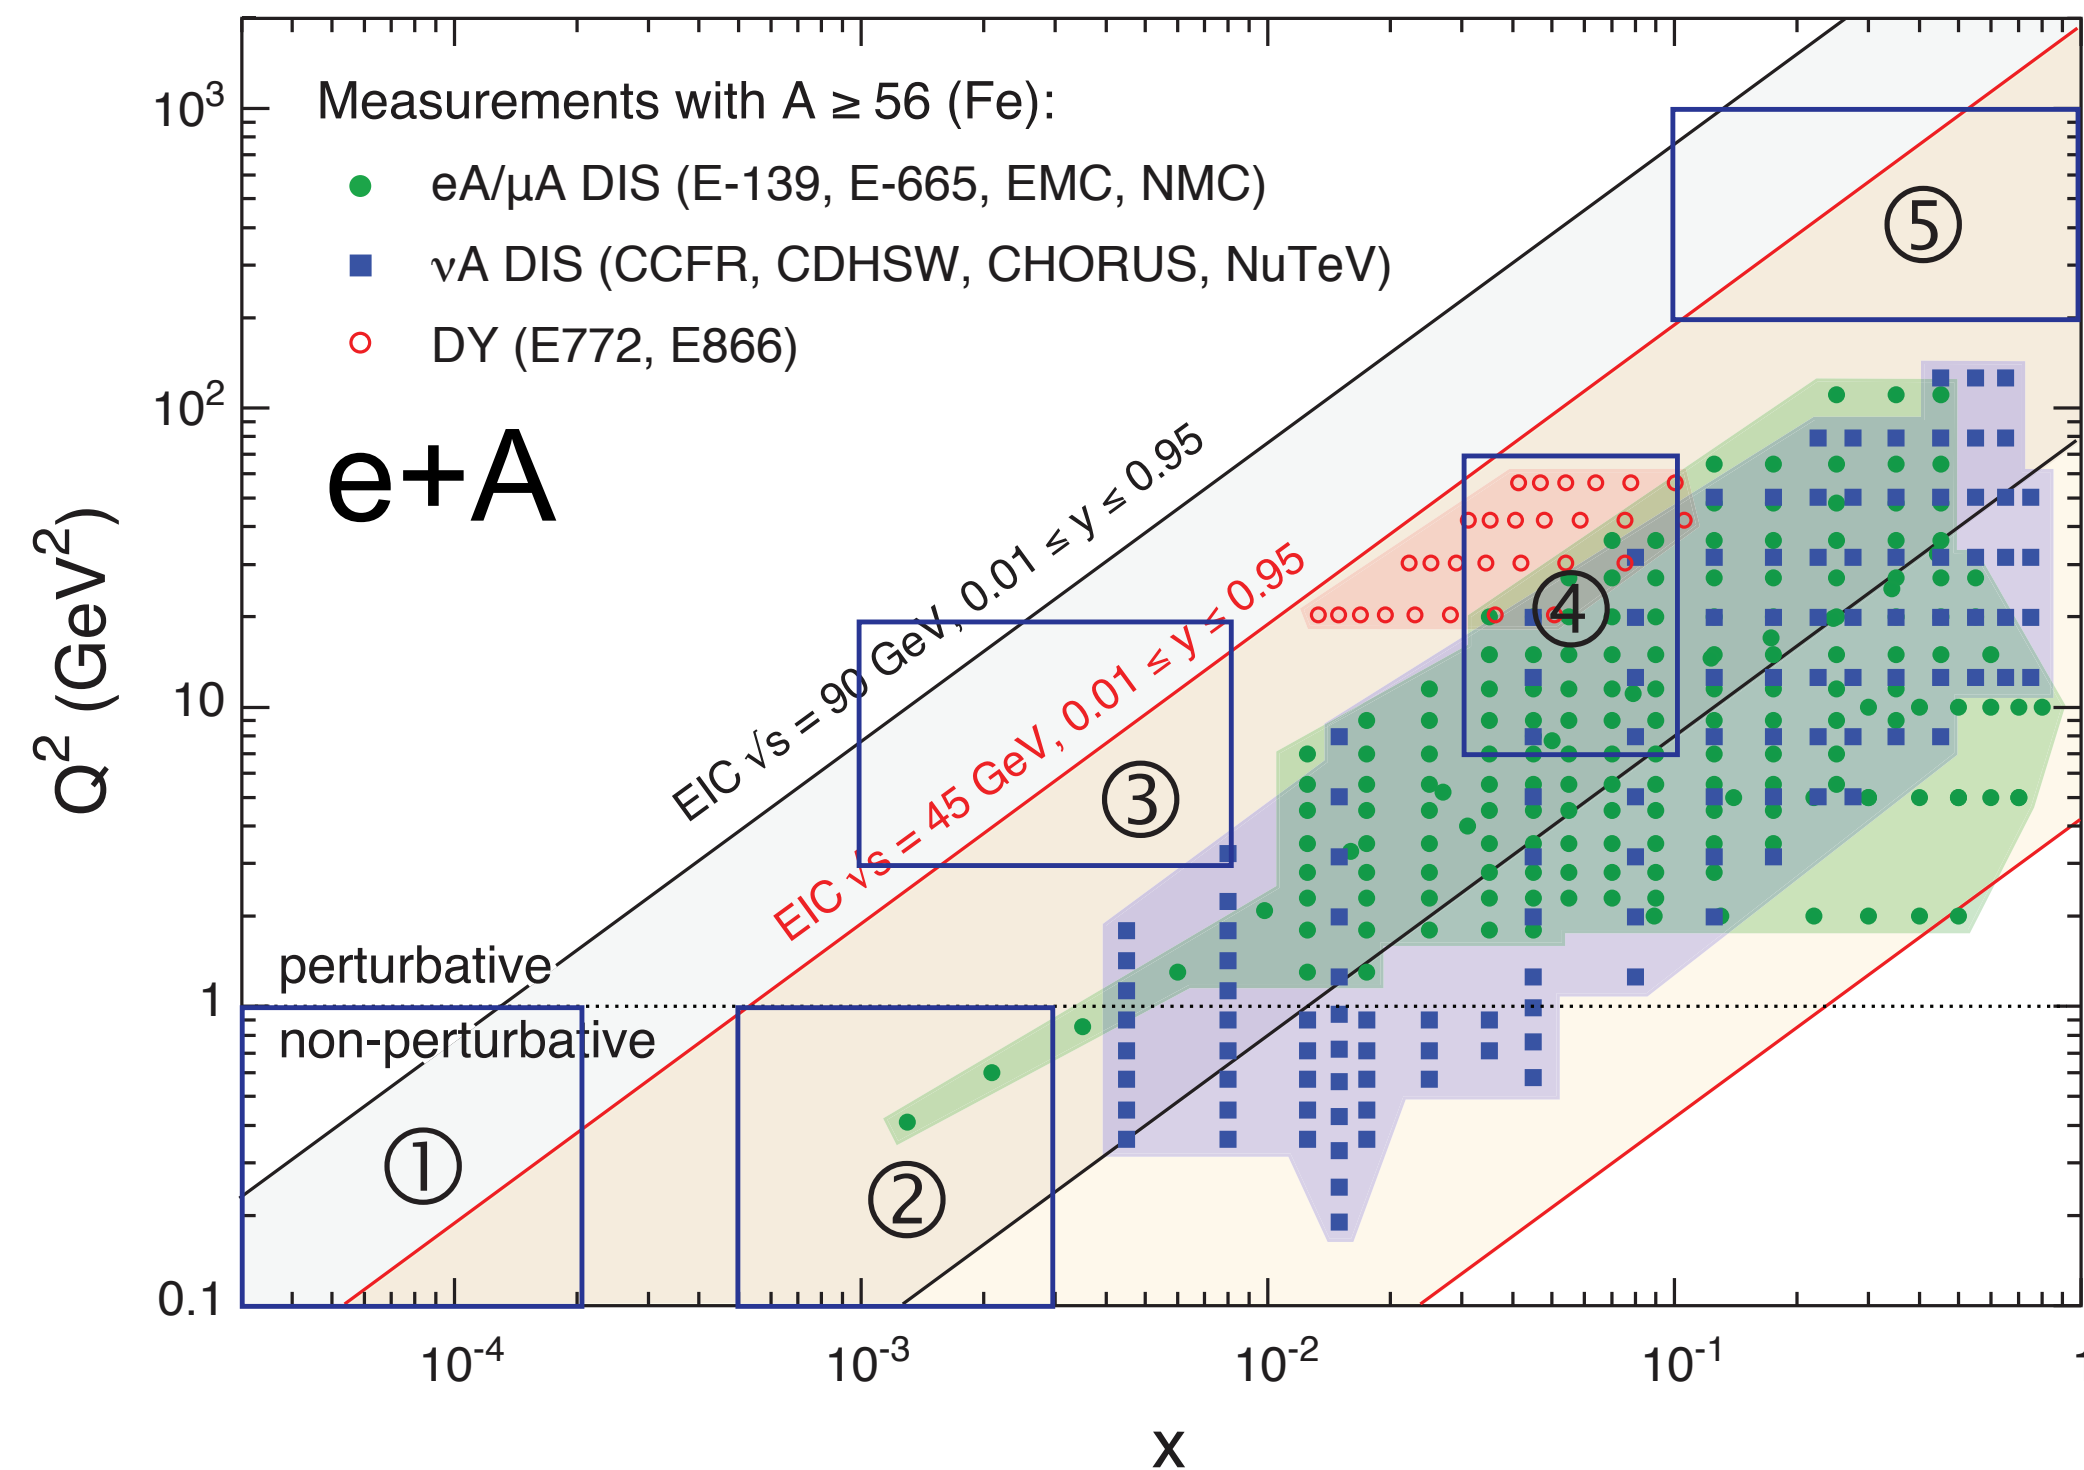 Measurements with A ≥ 56 (Fe):
eA/μA DIS (E-139, E-665, EMC, NMC)
νA DIS (CCFR, CDHSW, CHORUS, NuTeV)
DY (E772, E866)
e+A
EIC √s = 90 GeV, 0.01 ≤ y ≤ 0.95
EIC √s = 45 GeV, 0.01 ≤ y ≤ 0.95
perturbative
non-perturbative
①
②
③
④
⑤
Q² (GeV²)
10³
10²
10
1
0.1
10⁻⁴
10⁻³
10⁻²
10⁻¹
1
x